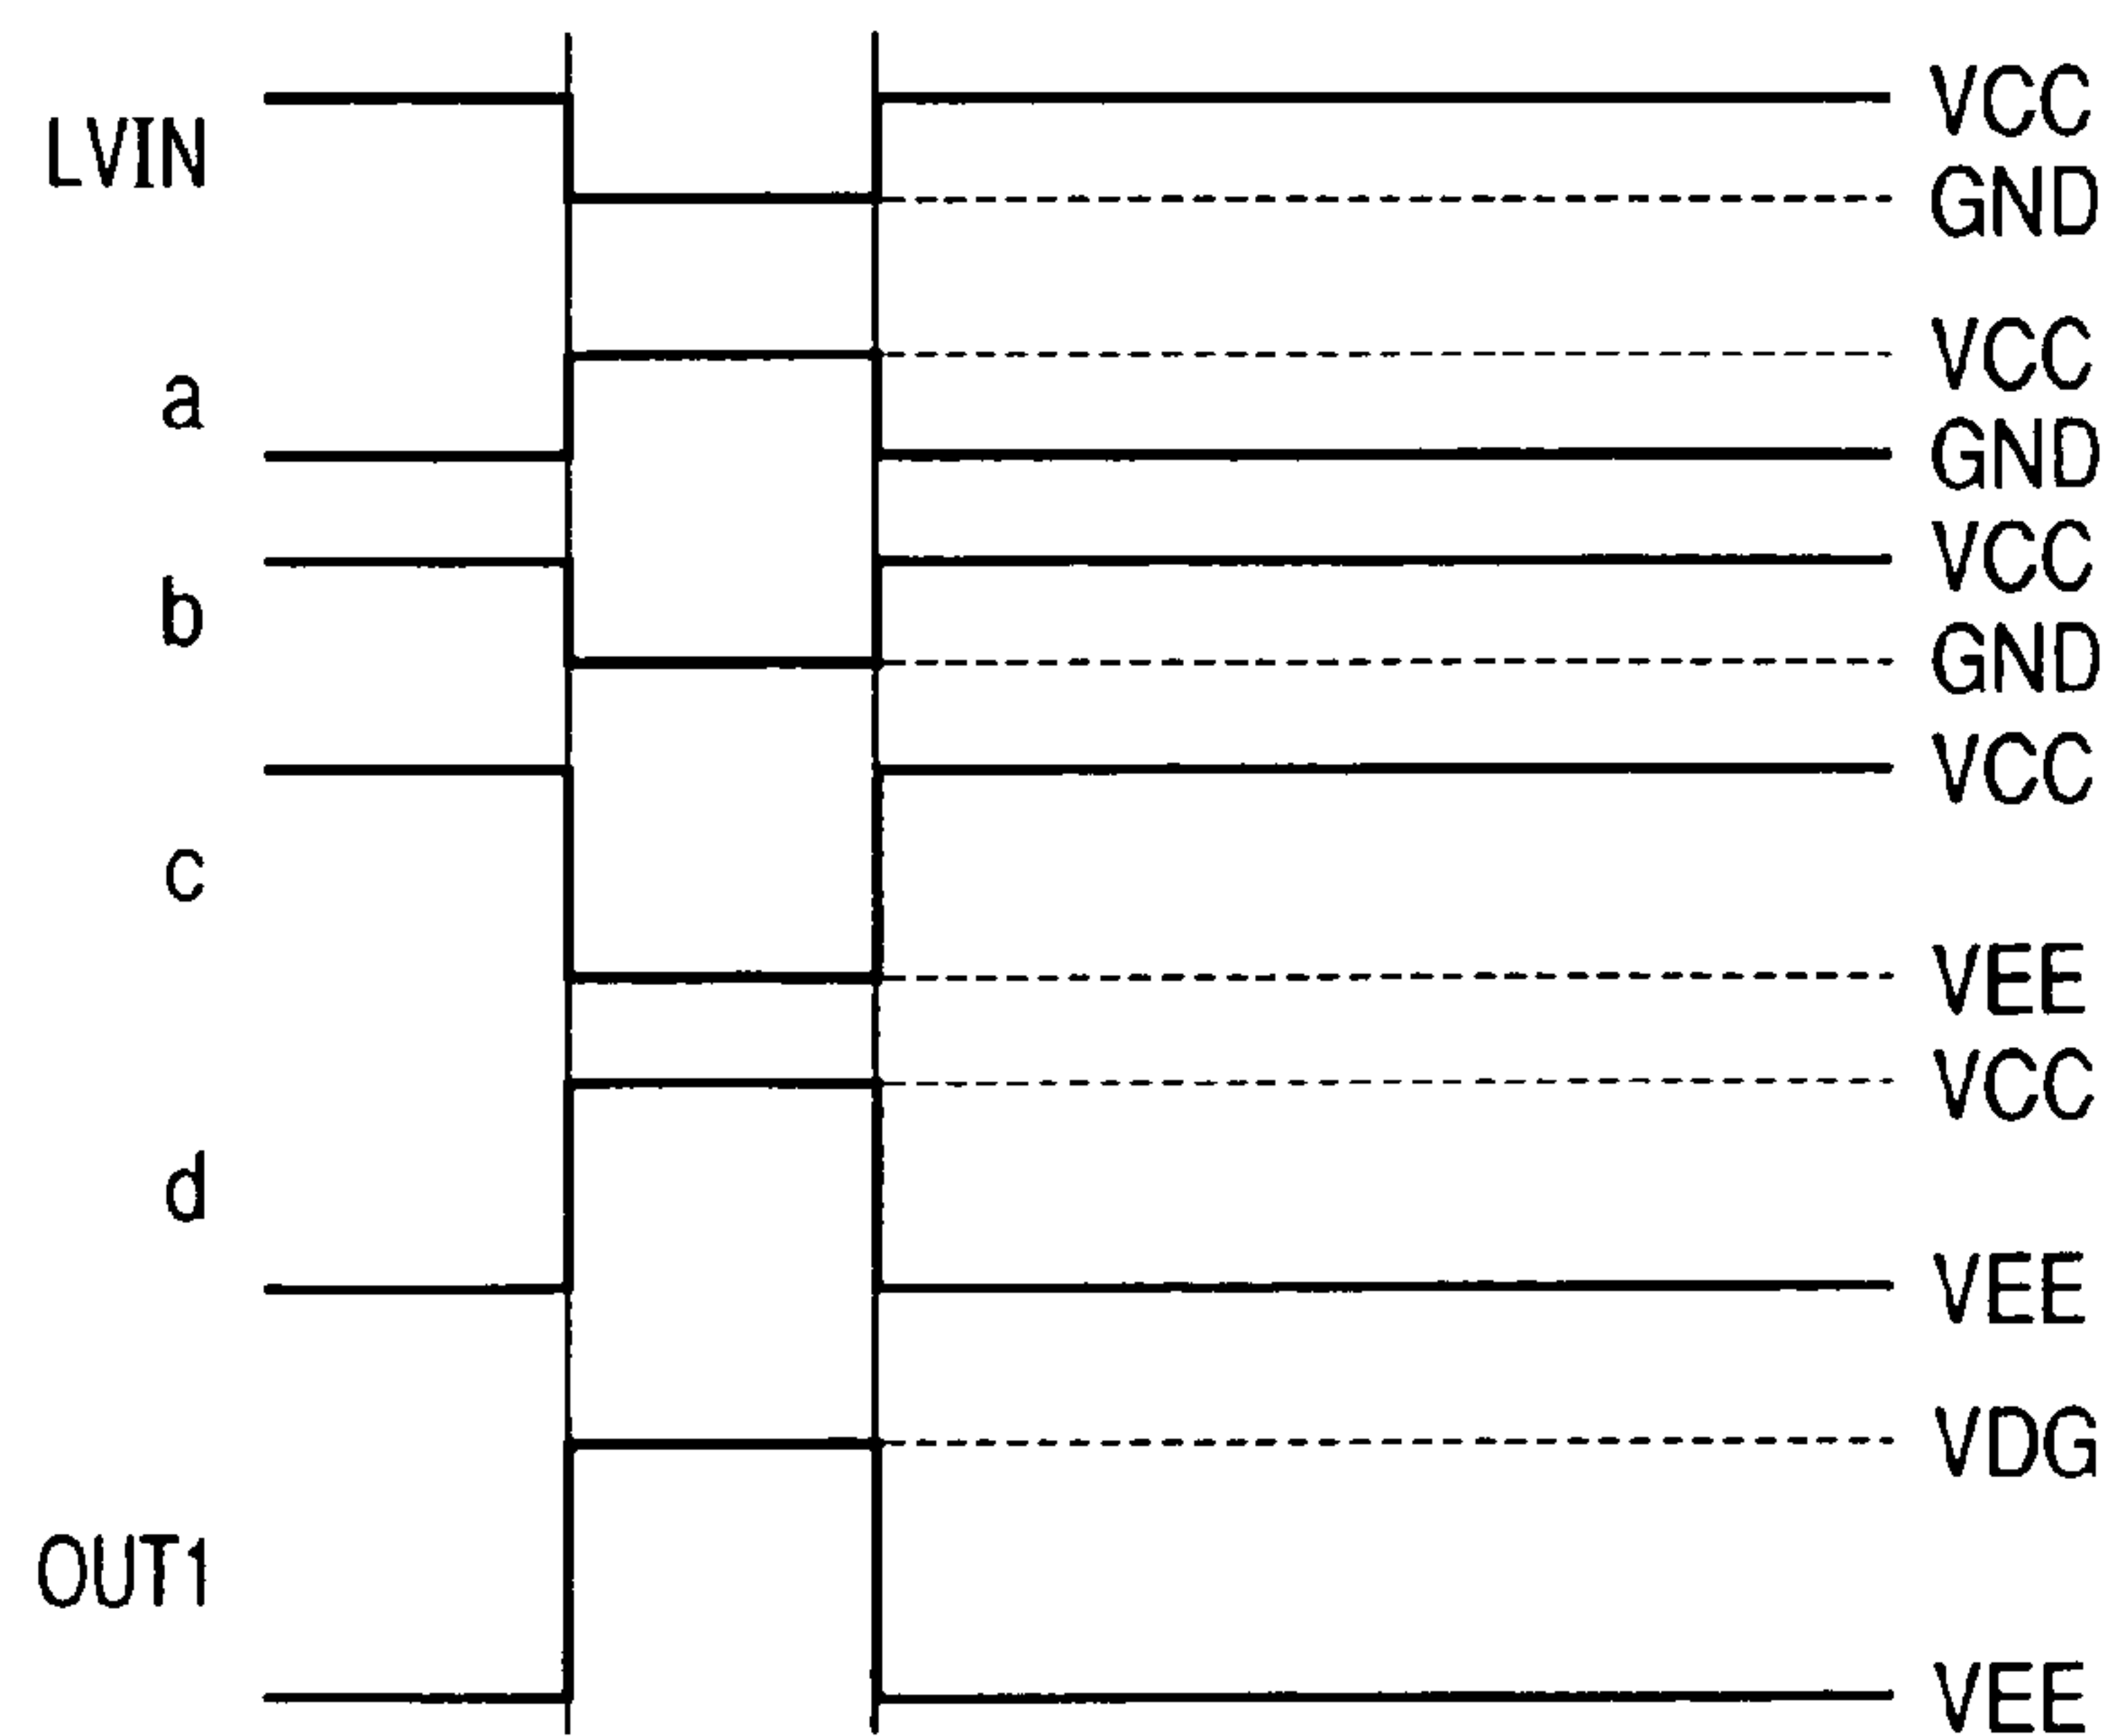 LVIN
VCC
GND
a
VCC
GND
b
VCC
GND
c
VCC
VEE
d
VCC
VEE
OUT1
VDG
VEE